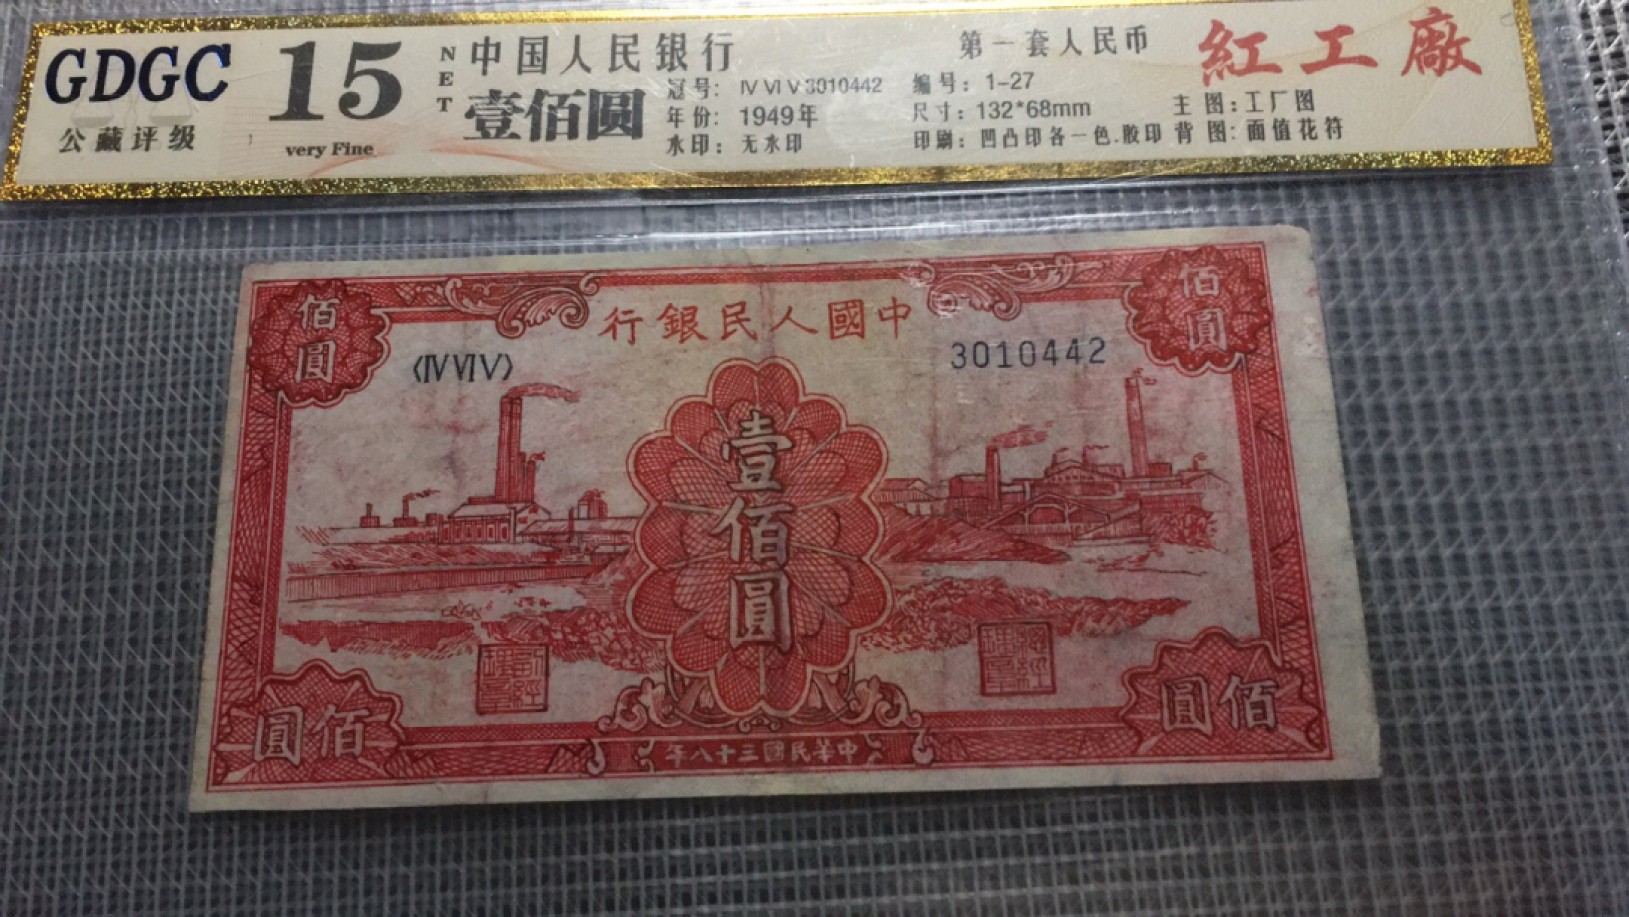 GDGC
公藏评级
15
very Fine
NET
中国人民银行
壹佰圆
冠号: IV VI V 3010442
年份: 1949年
水印: 无水印
第一套人民币
编号: 1-27
尺寸: 132*68mm
印刷: 凹凸印各一色.胶印
主图:工厂图
背图:面值花符
紅工廠
佰圓
行銀民人國中
佰圓
〈IV VI V〉
3010442
壹佰圓
圓佰
年八十三國民華中
圓佰